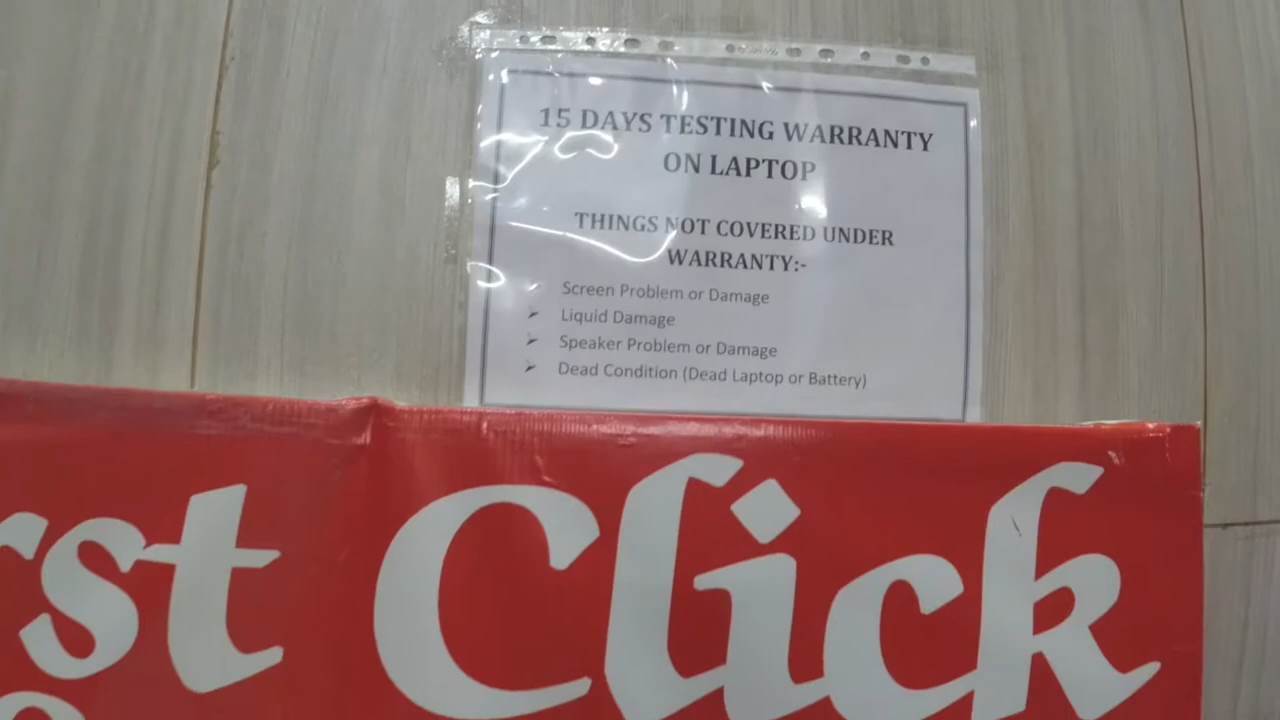 15 DAYS TESTING WARRANTY
ON LAPTOP
THINGS NOT COVERED UNDER
WARRANTY:-
Screen Problem or Damage
➢ Liquid Damage
➢ Speaker Problem or Damage
➢ Dead Condition (Dead Laptop or Battery)
rst Click